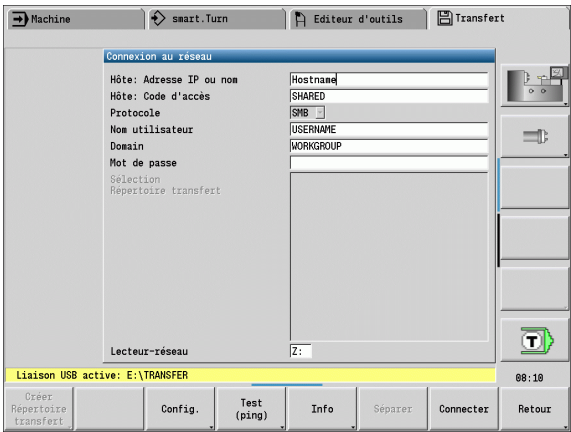 Machine
smart.Turn
Editeur d'outils
Transfert
Connexion au réseau
Hôte: Adresse IP ou nom
Hostname
Hôte: Code d'accès
SHARED
Protocole
SMB
Nom utilisateur
USERNAME
Domain
WORKGROUP
Mot de passe
Sélection
Répertoire transfert
Lecteur-réseau
Z:
T
Liaison USB active: E:\TRANSFER
08:10
Créer
Répertoire
transfert
Config.
Test
(ping)
Info
Séparer
Connecter
Retour